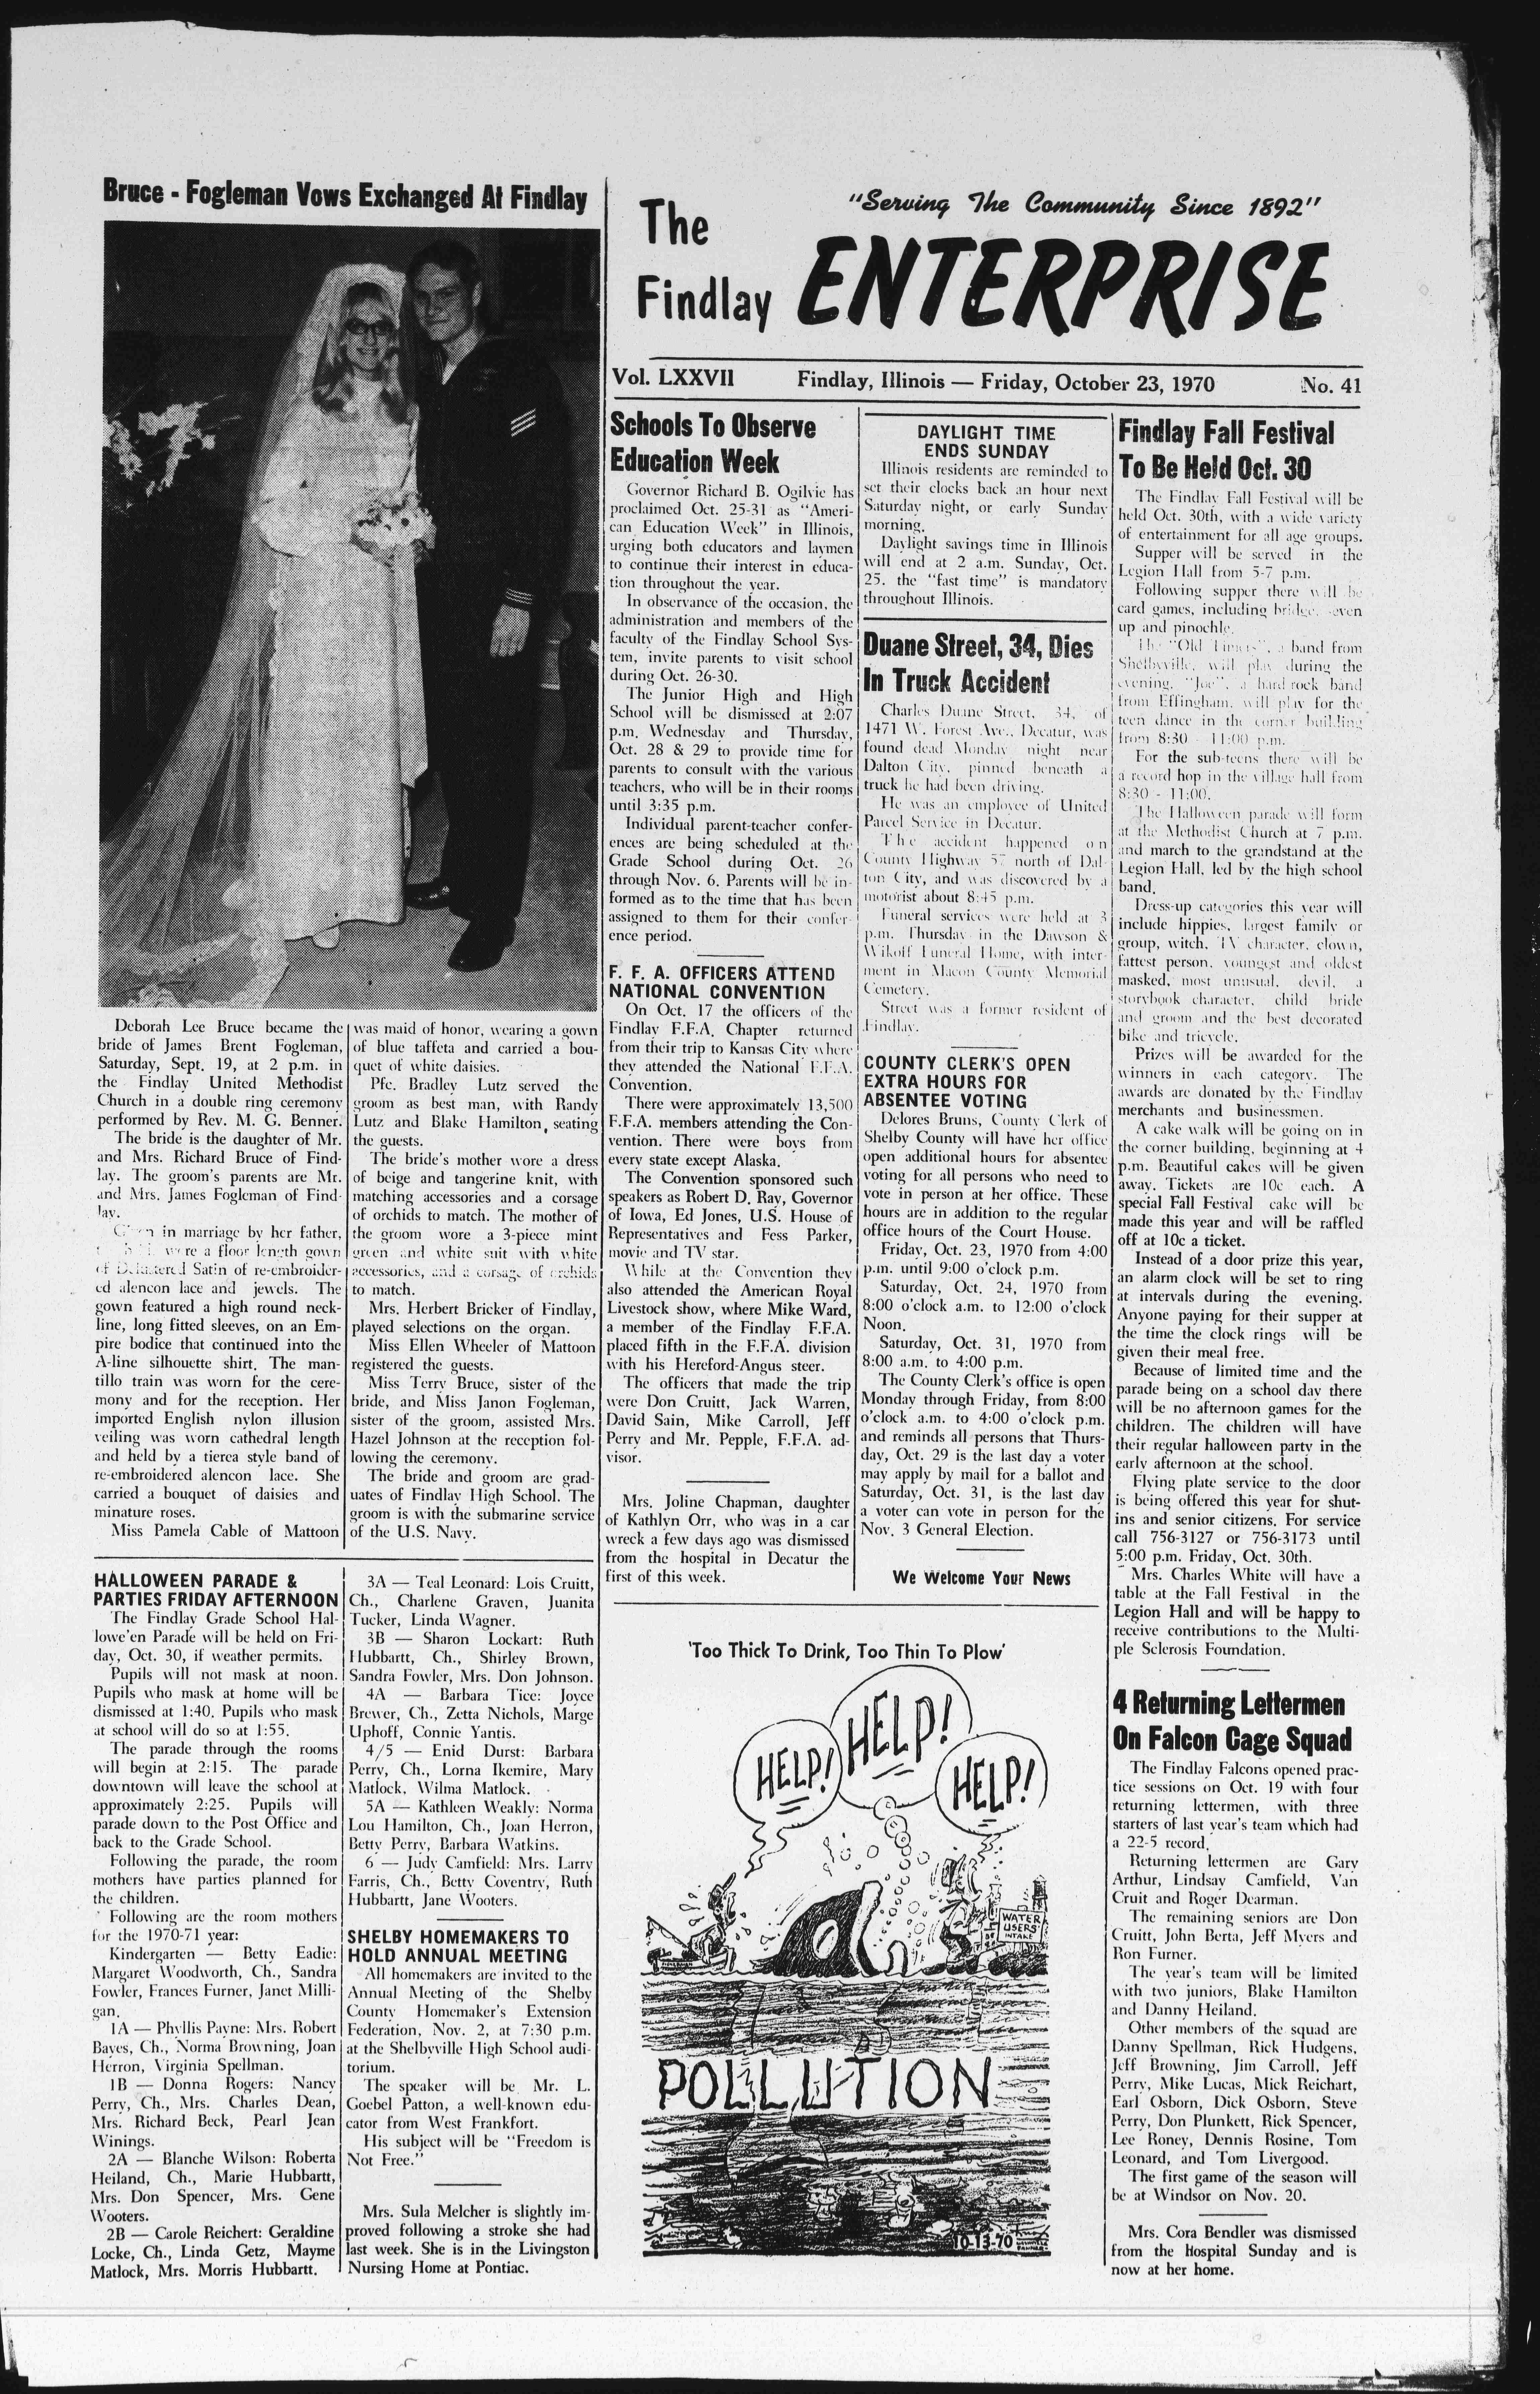 Bruce - Fogleman Vows Exchanged At Findlay
"Serving The Community Since 1892"
The
Findlay ENTERPRISE
Vol. LXXVII Findlay, Illinois — Friday, October 23, 1970 No. 41
Deborah Lee Bruce became the
bride of James Brent Fogleman,
Saturday, Sept. 19, at 2 p.m. in
the Findlay United Methodist
Church in a double ring ceremony
performed by Rev. M. G. Benner.
The bride is the daughter of Mr.
and Mrs. Richard Bruce of Find-
lay. The groom's parents are Mr.
and Mrs. James Fogleman of Find-
lay.
in marriage by her father,
were a floor length gown
of Satin of re-embroider-
ed alencon lace and jewels. The
gown featured a high round neck-
line, long fitted sleeves, on an Em-
pire bodice that continued into the
A-line silhouette shirt. The man-
tillo train was worn for the cere-
mony and for the reception. Her
imported English nylon illusion
veiling was worn cathedral length
and held by a tierea style band of
re-embroidered alencon lace. She
carried a bouquet of daisies and
minature roses.
Miss Pamela Cable of Mattoon
was maid of honor, wearing a gown
of blue taffeta and carried a bou-
quet of white daisies.
Pfc. Bradley Lutz served the
groom as best man, with Randy
Lutz and Blake Hamilton, seating
the guests.
The bride's mother wore a dress
of beige and tangerine knit, with
matching accessories and a corsage
of orchids to match. The mother of
the groom wore a 3-piece mint
green and white suit with white
accessories, and a corsage of orchids
to match.
Mrs. Herbert Bricker of Findlay,
played selections on the organ.
Miss Ellen Wheeler of Mattoon
registered the guests.
Miss Terry Bruce, sister of the
bride, and Miss Janon Fogleman,
sister of the groom, assisted Mrs.
Hazel Johnson at the reception fol-
lowing the ceremony.
The bride and groom are grad-
uates of Findlay High School. The
groom is with the submarine service
of the U.S. Navy.
HALLOWEEN PARADE &
PARTIES FRIDAY AFTERNOON
The Findlay Grade School Hal-
lowe'en Parade will be held on Fri-
day, Oct. 30, if weather permits.
Pupils will not mask at noon.
Pupils who mask at home will be
dismissed at 1:40. Pupils who mask
at school will do so at 1:55.
The parade through the rooms
will begin at 2:15. The parade
downtown will leave the school at
approximately 2:25. Pupils will
parade down to the Post Office and
back to the Grade School.
Following the parade, the room
mothers have parties planned for
the children.
Following are the room mothers
for the 1970-71 year:
Kindergarten — Betty Eadie:
Margaret Woodworth, Ch., Sandra
Fowler, Frances Furner, Janet Milli-
gan.
1A — Phyllis Payne: Mrs. Robert
Bayes, Ch., Norma Browning, Joan
Herron, Virginia Spellman.
1B — Donna Rogers: Nancy
Perry, Ch., Mrs. Charles Dean,
Mrs. Richard Beck, Pearl Jean
Winings.
2A — Blanche Wilson: Roberta
Heiland, Ch., Marie Hubbartt,
Mrs. Don Spencer, Mrs. Gene
Wooters.
2B — Carole Reichert: Geraldine
Locke, Ch., Linda Getz, Mayme
Matlock, Mrs. Morris Hubbartt.
3A — Teal Leonard: Lois Cruitt,
Ch., Charlene Graven, Juanita
Tucker, Linda Wagner.
3B — Sharon Lockart: Ruth
Hubbartt, Ch., Shirley Brown,
Sandra Fowler, Mrs. Don Johnson.
4A — Barbara Tice: Joyce
Brewer, Ch., Zetta Nichols, Marge
Uphoff, Connie Yantis.
4/5 — Enid Durst: Barbara
Perry, Ch., Lorna Ikemire, Mary
Matlock, Wilma Matlock.
5A — Kathleen Weakly: Norma
Lou Hamilton, Ch., Joan Herron,
Betty Perry, Barbara Watkins.
6 — Judy Camfield: Mrs. Larry
Farris, Ch., Betty Coventry, Ruth
Hubbartt, Jane Wooters.
SHELBY HOMEMAKERS TO
HOLD ANNUAL MEETING
All homemakers are invited to the
Annual Meeting of the Shelby
County Homemaker's Extension
Federation, Nov. 2, at 7:30 p.m.
at the Shelbyville High School audi-
torium.
The speaker will be Mr. L.
Goebel Patton, a well-known edu-
cator from West Frankfort.
His subject will be "Freedom is
Not Free."
Mrs. Sula Melcher is slightly im-
proved following a stroke she had
last week. She is in the Livingston
Nursing Home at Pontiac.
Schools To Observe
Education Week
Governor Richard B. Ogilvie has
proclaimed Oct. 25-31 as "Ameri-
can Education Week" in Illinois,
urging both educators and laymen
to continue their interest in educa-
tion throughout the year.
In observance of the occasion, the
administration and members of the
faculty of the Findlay School Sys-
tem, invite parents to visit school
during Oct. 26-30.
The Junior High and High
School will be dismissed at 2:07
p.m. Wednesday and Thursday,
Oct. 28 & 29 to provide time for
parents to consult with the various
teachers, who will be in their rooms
until 3:35 p.m.
Individual parent-teacher confer-
ences are being scheduled at the
Grade School during Oct. 26
through Nov. 6. Parents will be in-
formed as to the time that has been
assigned to them for their confer-
ence period.
F. F. A. OFFICERS ATTEND
NATIONAL CONVENTION
On Oct. 17 the officers of the
Findlay F.F.A. Chapter returned
from their trip to Kansas City where
they attended the National F.F.A.
Convention.
There were approximately 13,500
F.F.A. members attending the Con-
vention. There were boys from
every state except Alaska.
The Convention sponsored such
speakers as Robert D. Ray, Governor
of Iowa, Ed Jones, U.S. House of
Representatives and Fess Parker,
movie and TV star.
While at the Convention they
also attended the American Royal
Livestock show, where Mike Ward,
a member of the Findlay F.F.A.
placed fifth in the F.F.A. division
with his Hereford-Angus steer.
The officers that made the trip
were Don Cruitt, Jack Warren,
David Sain, Mike Carroll, Jeff
Perry and Mr. Pepple, F.F.A. ad-
visor.
Mrs. Joline Chapman, daughter
of Kathlyn Orr, who was in a car
wreck a few days ago was dismissed
from the hospital in Decatur the
first of this week.
DAYLIGHT TIME
ENDS SUNDAY
Illinois residents are reminded to
set their clocks back an hour next
Saturday night, or early Sunday
morning.
Daylight savings time in Illinois
will end at 2 a.m. Sunday, Oct.
25. the "fast time" is mandatory
throughout Illinois.
Duane Street, 34, Dies
In Truck Accident
Charles Duane Street, 34, of
1471 W. Forest Ave., Decatur, was
found dead Monday night near
Dalton City, pinned beneath a
truck he had been driving.
He was an employee of United
Parcel Service in Decatur.
The accident happened on
County Highway 57 north of Dal-
ton City, and was discovered by a
motorist about 8:45 p.m.
Funeral services were held at 3
p.m. Thursday in the Dawson &
Wikoff Funeral Home, with inter-
ment in Macon County Memorial
Cemetery.
Street was a former resident of
Findlay.
COUNTY CLERK'S OPEN
EXTRA HOURS FOR
ABSENTEE VOTING
Delores Bruns, County Clerk of
Shelby County will have her office
open additional hours for absentee
voting for all persons who need to
vote in person at her office. These
hours are in addition to the regular
office hours of the Court House.
Friday, Oct. 23, 1970 from 4:00
p.m. until 9:00 o'clock p.m.
Saturday, Oct. 24, 1970 from
8:00 o'clock a.m. to 12:00 o'clock
Noon.
Saturday, Oct. 31, 1970 from
8:00 a.m. to 4:00 p.m.
The County Clerk's office is open
Monday through Friday, from 8:00
o'clock a.m. to 4:00 o'clock p.m.
and reminds all persons that Thurs-
day, Oct. 29 is the last day a voter
may apply by mail for a ballot and
Saturday, Oct. 31, is the last day
a voter can vote in person for the
Nov. 3 General Election.
We Welcome Your News
'Too Thick To Drink, Too Thin To Plow'
HELP!
HELP!
HELP!
WATER
USERS'
INTAKE
POLLUTION
10-13-70
Findlay Fall Festival
To Be Held Oct. 30
The Findlay Fall Festival will be
held Oct. 30th, with a wide variety
of entertainment for all age groups.
Supper will be served in the
Legion Hall from 5-7 p.m.
Following supper there will be
card games, including bridge, seven
up and pinochle.
The "Old Timers", a band from
Shelbyville, will play during the
evening. "Joe", a hard rock band
from Effingham, will play for the
teen dance in the corner building
from 8:30 - 11:00 p.m.
For the sub-teens there will be
a record hop in the village hall from
8:30 - 11:00.
The Halloween parade will form
at the Methodist Church at 7 p.m.
and march to the grandstand at the
Legion Hall, led by the high school
band.
Dress-up categories this year will
include hippies, largest family or
group, witch, TV character, clown,
fattest person, youngest and oldest
masked, most unusual, devil, a
storybook character, child bride
and groom and the best decorated
bike and tricycle.
Prizes will be awarded for the
winners in each category. The
awards are donated by the Findlay
merchants and businessmen.
A cake walk will be going on in
the corner building, beginning at 4
p.m. Beautiful cakes will be given
away. Tickets are 10c each. A
special Fall Festival cake will be
made this year and will be raffled
off at 10c a ticket.
Instead of a door prize this year,
an alarm clock will be set to ring
at intervals during the evening.
Anyone paying for their supper at
the time the clock rings will be
given their meal free.
Because of limited time and the
parade being on a school day there
will be no afternoon games for the
children. The children will have
their regular halloween party in the
early afternoon at the school.
Flying plate service to the door
is being offered this year for shut-
ins and senior citizens. For service
call 756-3127 or 756-3173 until
5:00 p.m. Friday, Oct. 30th.
Mrs. Charles White will have a
table at the Fall Festival in the
Legion Hall and will be happy to
receive contributions to the Multi-
ple Sclerosis Foundation.
4 Returning Lettermen
On Falcon Cage Squad
The Findlay Falcons opened prac-
tice sessions on Oct. 19 with four
returning lettermen, with three
starters of last year's team which had
a 22-5 record.
Returning lettermen are Gary
Arthur, Lindsay Camfield, Van
Cruit and Roger Dearman.
The remaining seniors are Don
Cruitt, John Berta, Jeff Myers and
Ron Furner.
The year's team will be limited
with two juniors, Blake Hamilton
and Danny Heiland.
Other members of the squad are
Danny Spellman, Rick Hudgens,
Jeff Browning, Jim Carroll, Jeff
Perry, Mike Lucas, Mick Reichart,
Earl Osborn, Dick Osborn, Steve
Perry, Don Plunkett, Rick Spencer,
Lee Roney, Dennis Rosine, Tom
Leonard, and Tom Livergood.
The first game of the season will
be at Windsor on Nov. 20.
Mrs. Cora Bendler was dismissed
from the Hospital Sunday and is
now at her home.